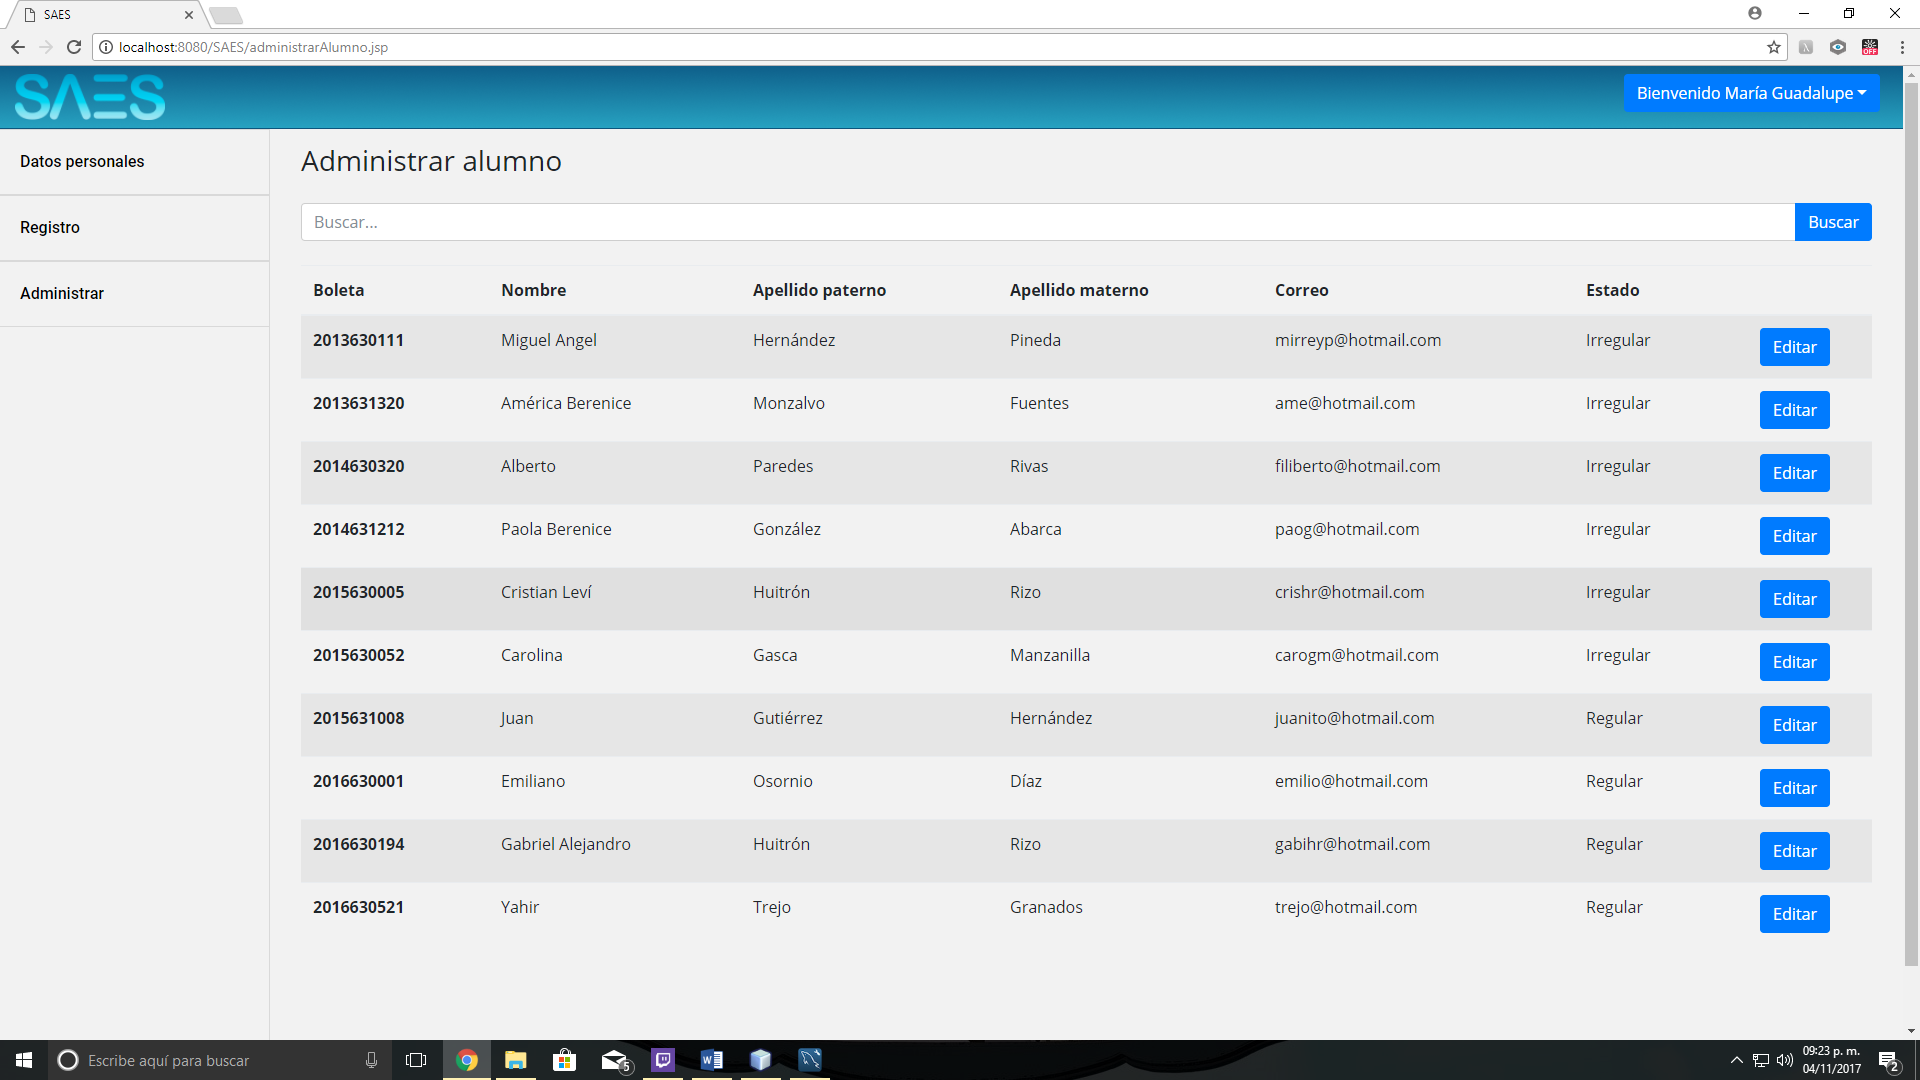 SAES
localhost:8080/SAES/administrarAlumno.jsp
OFF
SAES
Bienvenido María Guadalupe
Datos personales
Registro
Administrar
Administrar alumno
Buscar...
Buscar
Boleta Nombre Apellido paterno Apellido materno Correo Estado
2013630111 Miguel Angel Hernández Pineda mirreyp@hotmail.com Irregular Editar
2013631320 América Berenice Monzalvo Fuentes ame@hotmail.com Irregular Editar
2014630320 Alberto Paredes Rivas filiberto@hotmail.com Irregular Editar
2014631212 Paola Berenice González Abarca paog@hotmail.com Irregular Editar
2015630005 Cristian Leví Huitrón Rizo crishr@hotmail.com Irregular Editar
2015630052 Carolina Gasca Manzanilla carogm@hotmail.com Irregular Editar
2015631008 Juan Gutiérrez Hernández juanito@hotmail.com Regular Editar
2016630001 Emiliano Osornio Díaz emilio@hotmail.com Regular Editar
2016630194 Gabriel Alejandro Huitrón Rizo gabihr@hotmail.com Regular Editar
2016630521 Yahir Trejo Granados trejo@hotmail.com Regular Editar
Escribe aquí para buscar
5
09:23 p. m.
04/11/2017
2